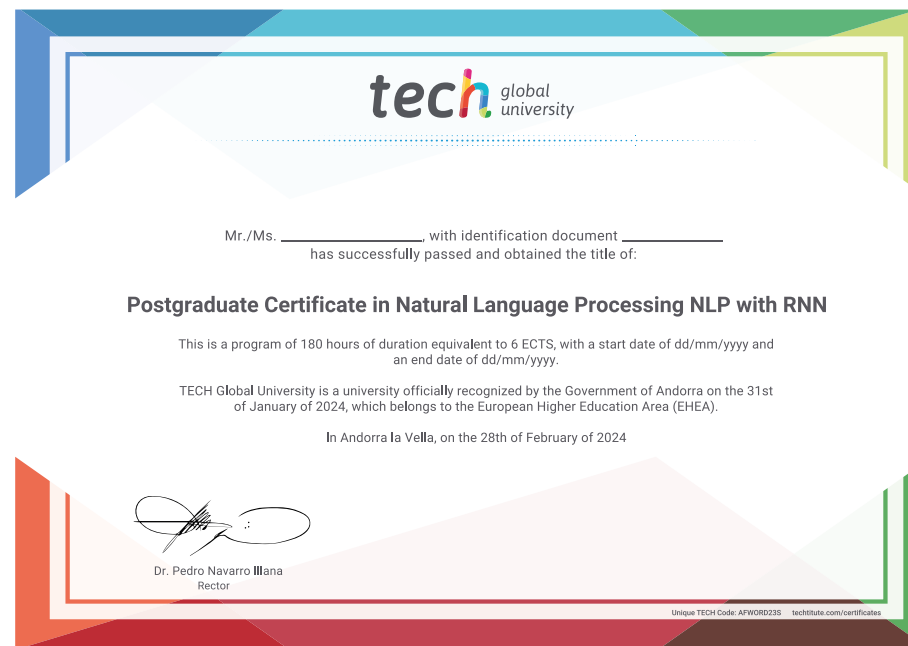 tech global
university
Mr./Ms. ______________, with identification document __________
has successfully passed and obtained the title of:
Postgraduate Certificate in Natural Language Processing NLP with RNN
This is a program of 180 hours of duration equivalent to 6 ECTS, with a start date of dd/mm/yyyy and
an end date of dd/mm/yyyy.
TECH Global University is a university officially recognized by the Government of Andorra on the 31st
of January of 2024, which belongs to the European Higher Education Area (EHEA).
In Andorra la Vella, on the 28th of February of 2024
Dr. Pedro Navarro Illana
Rector
Unique TECH Code: AFWORD23S techtitute.com/certificates